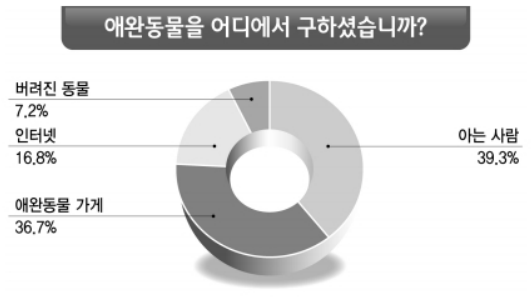 애완동물을 어디에서 구하셨습니까?
버려진 동물
7.2%
인터넷
16.8%
애완동물 가게
36.7%
아는 사람
39.3%